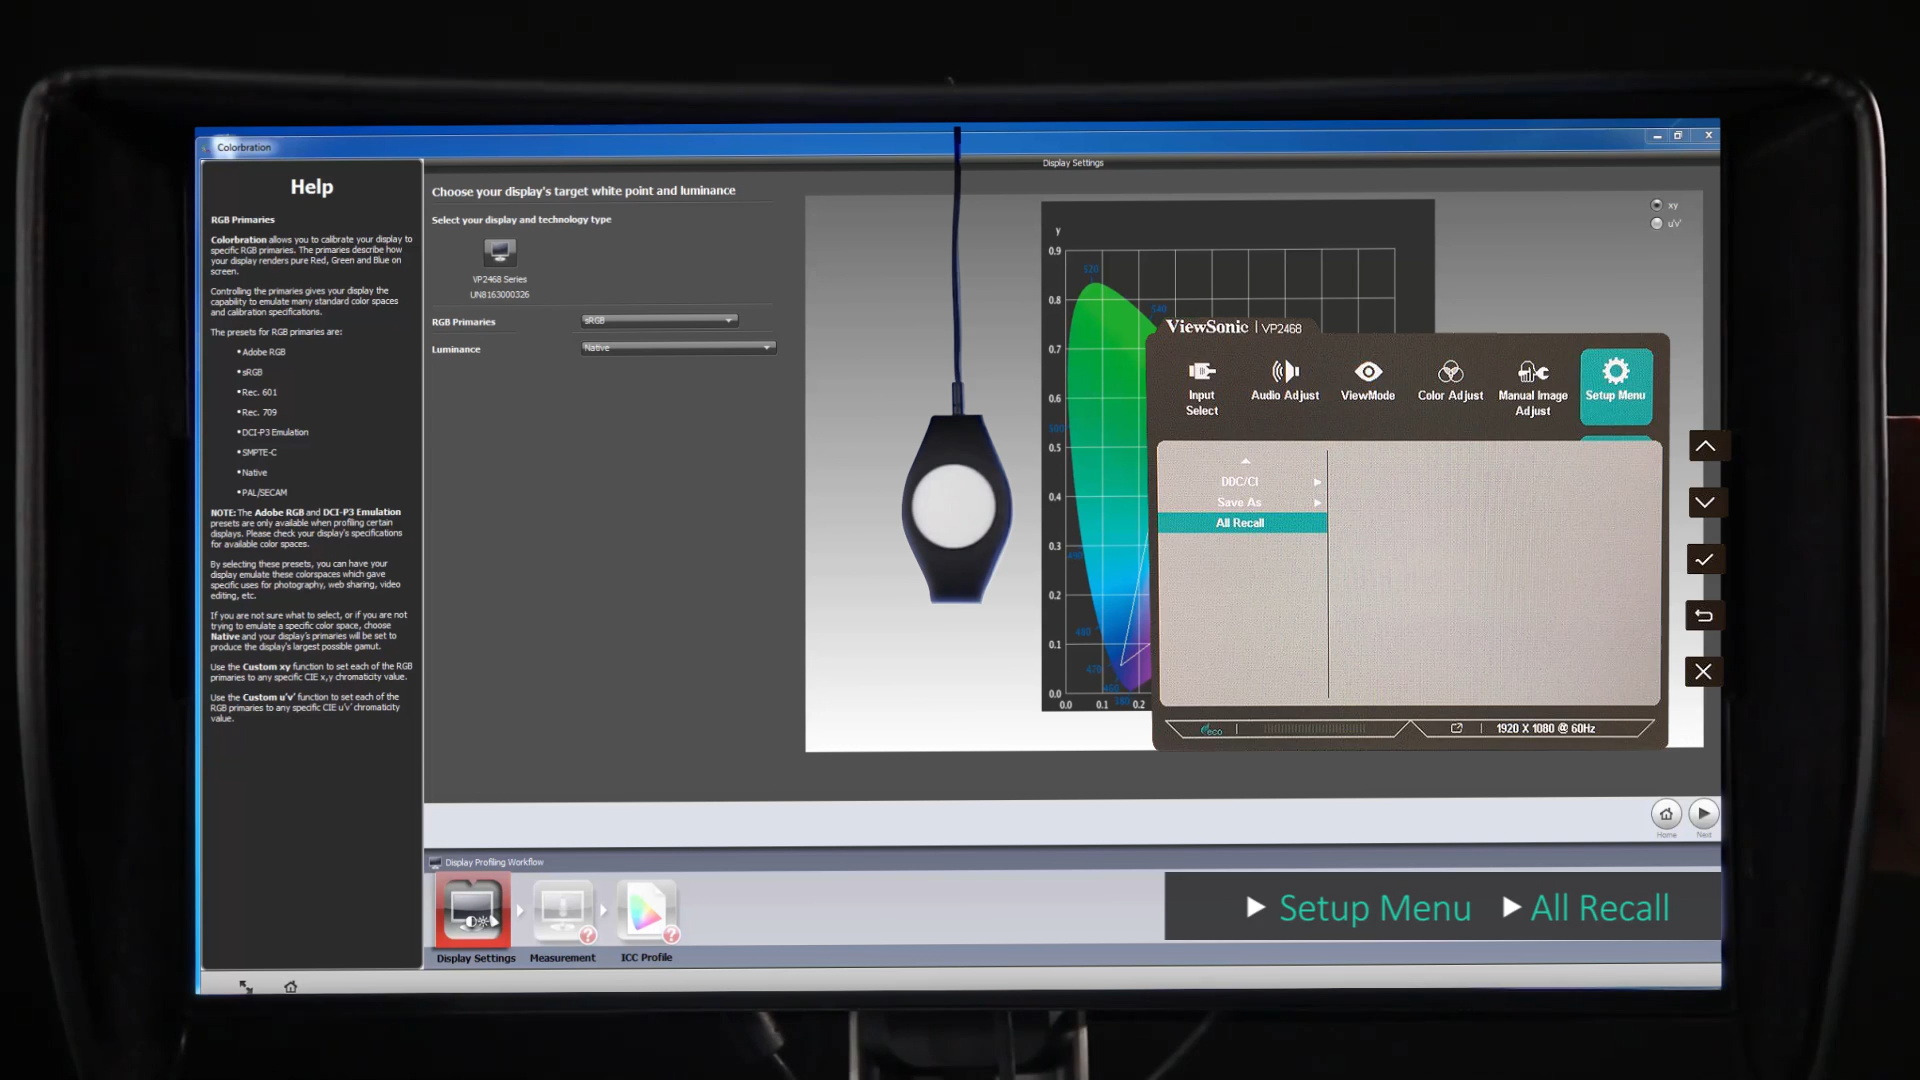 Colorbration
Display Settings
Help
RGB Primaries
Colorbration allows you to calibrate your display to
specific RGB primaries. The primaries describe how
your display renders pure Red, Green and Blue on
screen.
Controlling the primaries gives your display the
capability to emulate many standard color spaces
and calibration specifications.
The presets for RGB primaries are:
• Adobe RGB
• sRGB
• Rec. 601
• Rec. 709
• DCI-P3 Emulation
• SMPTE-C
• Native
• PAL/SECAM
NOTE: The Adobe RGB and DCI-P3 Emulation
presets are only available when profiling certain
displays. Please check your display's specifications
for available color spaces.
By selecting these presets, you can have your
display emulate these colorspaces which gave
specific uses for photography, web sharing, video
editing, etc.
If you are not sure what to select, or if you are not
trying to emulate a specific color space, choose
Native and your display's primaries will be set to
produce the display's largest possible gamut.
Use the Custom xy function to set each of the RGB
primaries to any specific CIE x,y chromaticity value.
Use the Custom u'v' function to set each of the
RGB primaries to any specific CIE u'v' chromaticity
value.
Choose your display's target white point and luminance
Select your display and technology type
VP2468 Series
UN8163000326
RGB Primaries
sRGB
Luminance
Native
xy
u'v'
y
0.9
0.8
0.7
0.6
0.5
0.4
0.3
0.2
0.1
0.0
0.0 0.1 0.2
520
540
500
490
480
470
460
380
ViewSonic | VP2468
Input
Select
Audio Adjust
ViewMode
Color Adjust
Manual Image
Adjust
Setup Menu
DDC/CI
Save As
All Recall
eco
1920 X 1080 @ 60Hz
Home
Next
Display Profiling Workflow
Display Settings
Measurement
ICC Profile
Setup Menu
All Recall